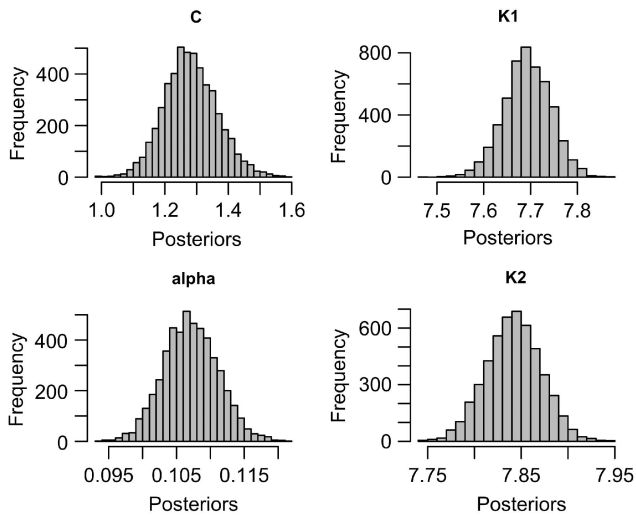 C
Frequency
400
200
0
1.0 1.2 1.4 1.6
Posteriors
K1
Frequency
800
400
0
7.5 7.6 7.7 7.8
Posteriors
alpha
Frequency
400
200
0
0.095 0.105 0.115
Posteriors
K2
Frequency
600
300
0
7.75 7.85 7.95
Posteriors